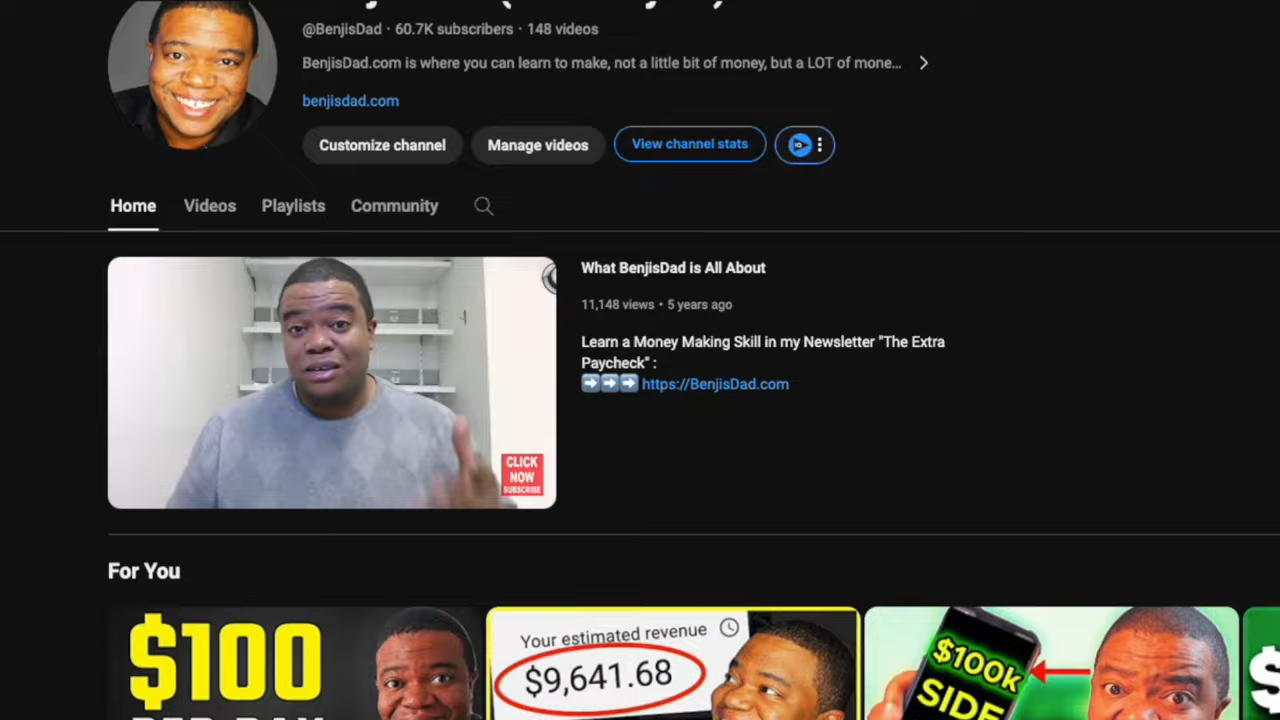 @BenjisDad · 60.7K subscribers · 148 videos
BenjisDad.com is where you can learn to make, not a little bit of money, but a LOT of mone...
benjisdad.com
Customize channel
Manage videos
View channel stats
Home
Videos
Playlists
Community
What BenjisDad is All About
11,148 views • 5 years ago
Learn a Money Making Skill in my Newsletter "The Extra
Paycheck" :
➡➡➡ https://BenjisDad.com
CLICK
NOW
SUBSCRIBE
For You
$100
PER DAY
Your estimated revenue
$9,641.68
$100k
SIDE
$